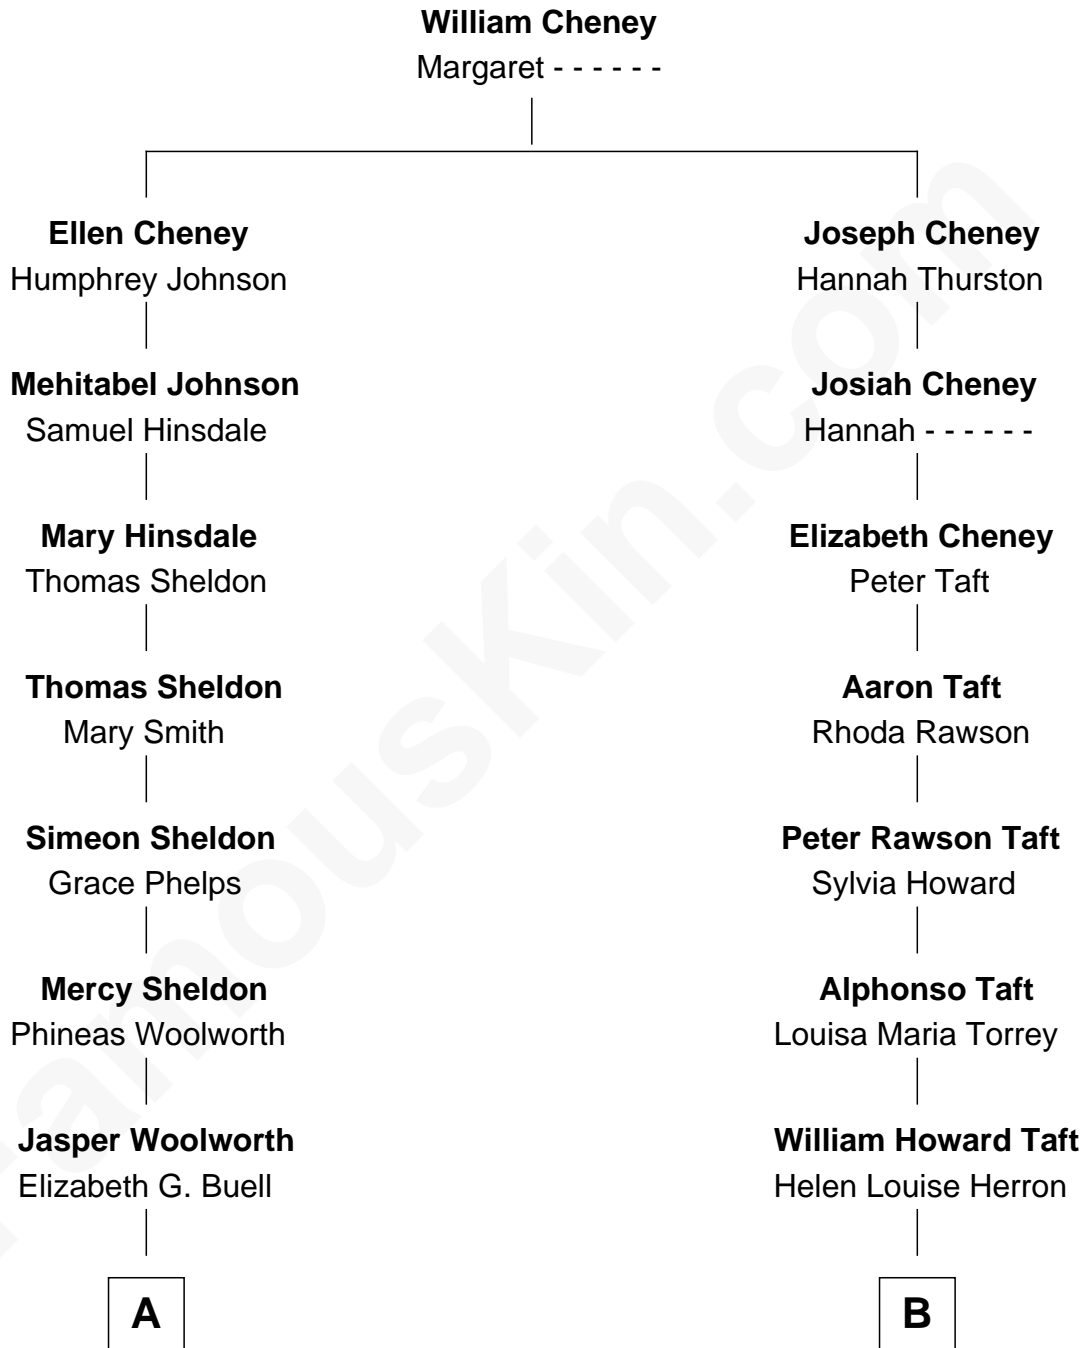 William Cheney
Margaret - - - - - -
Ellen Cheney
Humphrey Johnson
Joseph Cheney
Hannah Thurston
Mehitabel Johnson
Samuel Hinsdale
Josiah Cheney
Hannah - - - - - -
Mary Hinsdale
Thomas Sheldon
Elizabeth Cheney
Peter Taft
Thomas Sheldon
Mary Smith
Aaron Taft
Rhoda Rawson
Simeon Sheldon
Grace Phelps
Peter Rawson Taft
Sylvia Howard
Mercy Sheldon
Phineas Woolworth
Alphonso Taft
Louisa Maria Torrey
Jasper Woolworth
Elizabeth G. Buell
William Howard Taft
Helen Louise Herron
A
B
FamousKin.com